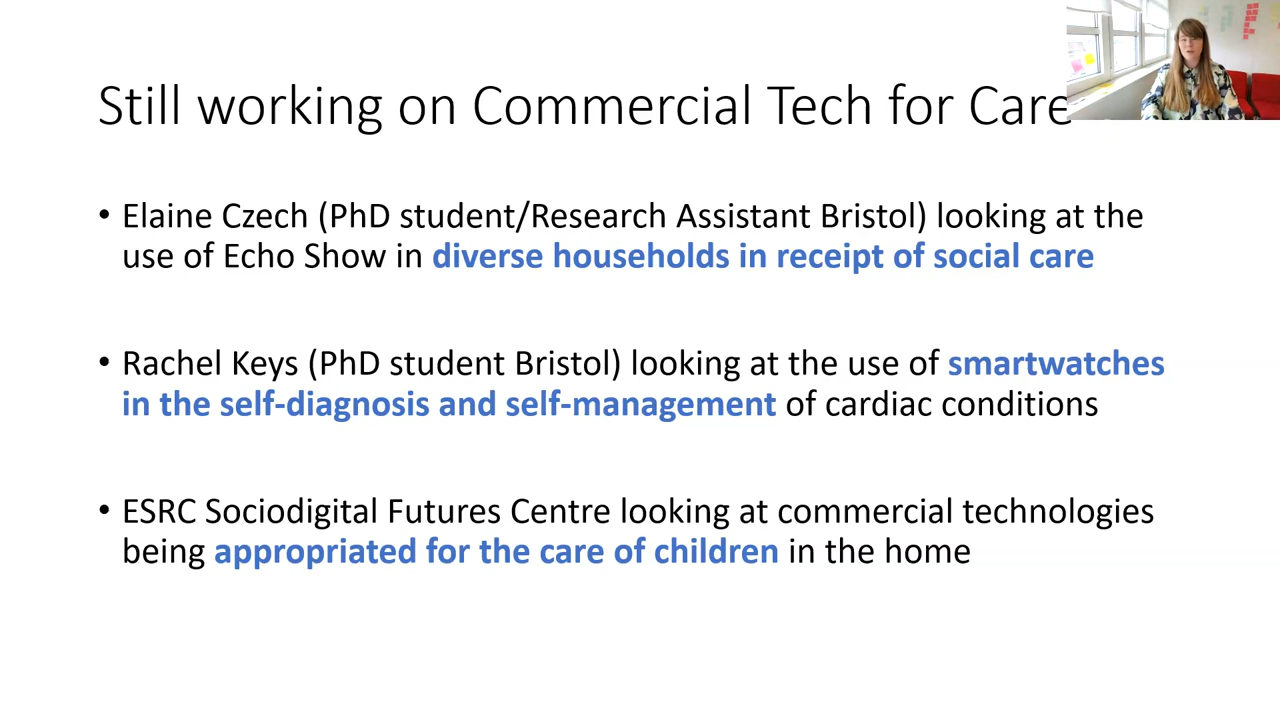 Still working on Commercial Tech for Care
• Elaine Czech (PhD student/Research Assistant Bristol) looking at the
use of Echo Show in diverse households in receipt of social care
• Rachel Keys (PhD student Bristol) looking at the use of smartwatches
in the self-diagnosis and self-management of cardiac conditions
• ESRC Sociodigital Futures Centre looking at commercial technologies
being appropriated for the care of children in the home